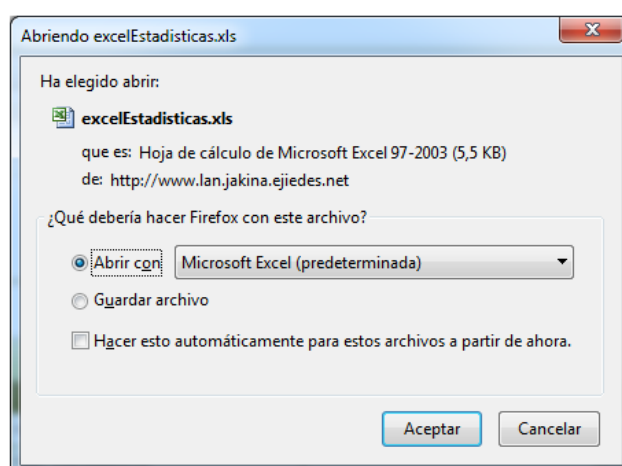 Abriendo excelEstadisticas.xls
Ha elegido abrir:
excelEstadisticas.xls
que es: Hoja de cálculo de Microsoft Excel 97-2003 (5,5 KB)
de: http://www.lan.jakina.ejiedes.net
¿Qué debería hacer Firefox con este archivo?
Abrir con Microsoft Excel (predeterminada)
Guardar archivo
Hacer esto automáticamente para estos archivos a partir de ahora.
Aceptar Cancelar